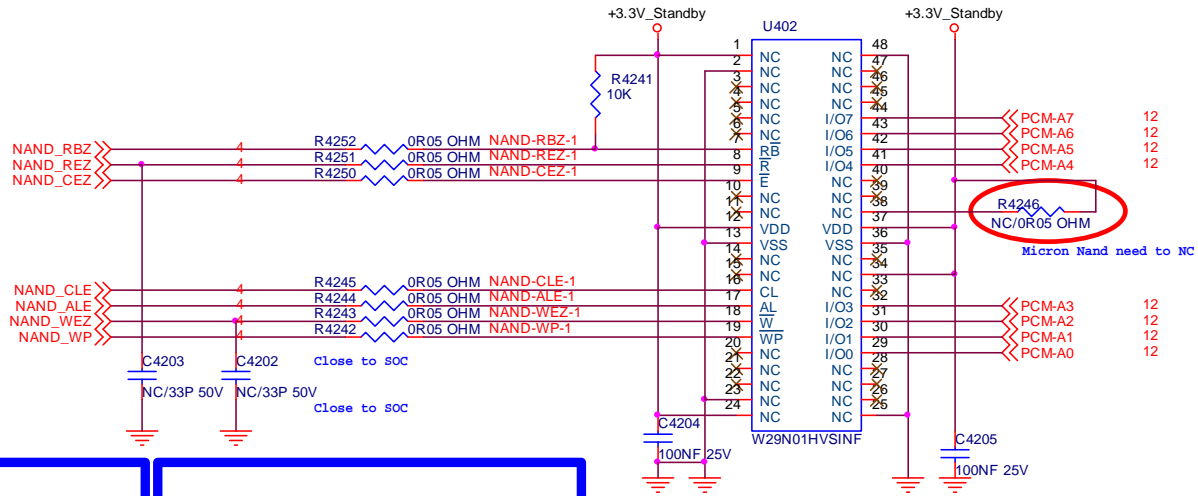 +3.3V_Standby
+3.3V_Standby
U402
R4241
10K
NAND_RBZ 4 R4252 0R05 OHM NAND-RBZ-1
NAND_REZ 4 R4251 0R05 OHM NAND-REZ-1
NAND_CEZ 4 R4250 0R05 OHM NAND-CEZ-1
NAND_CLE 4 R4245 0R05 OHM NAND-CLE-1
NAND_ALE 4 R4244 0R05 OHM NAND-ALE-1
NAND_WEZ 4 R4243 0R05 OHM NAND-WEZ-1
NAND_WP 4 R4242 0R05 OHM NAND-WP-1
C4203
NC/33P 50V
C4202
NC/33P 50V
Close to SOC
Close to SOC
1 NC NC 48
2 NC NC 47
3 NC NC 46
4 NC NC 45
5 NC I/O7 44
6 NC I/O6 43
7 RB I/O5 42
8 R I/O4 41
9 E NC 40
10 NC NC 39
11 NC NC 38
12 VDD VDD 37
13 VSS VSS 36
14 NC NC 35
15 NC NC 34
16 CL NC 33
17 AL I/O3 32
18 W I/O2 31
19 WP I/O1 30
20 NC I/O0 29
21 NC NC 28
22 NC NC 27
23 NC NC 26
24 NC NC 25
W29N01HVSINF
PCM-A7 12
PCM-A6 12
PCM-A5 12
PCM-A4 12
R4246
NC/0R05 OHM
Micron Nand need to NC
PCM-A3 12
PCM-A2 12
PCM-A1 12
PCM-A0 12
C4204
100NF 25V
C4205
100NF 25V